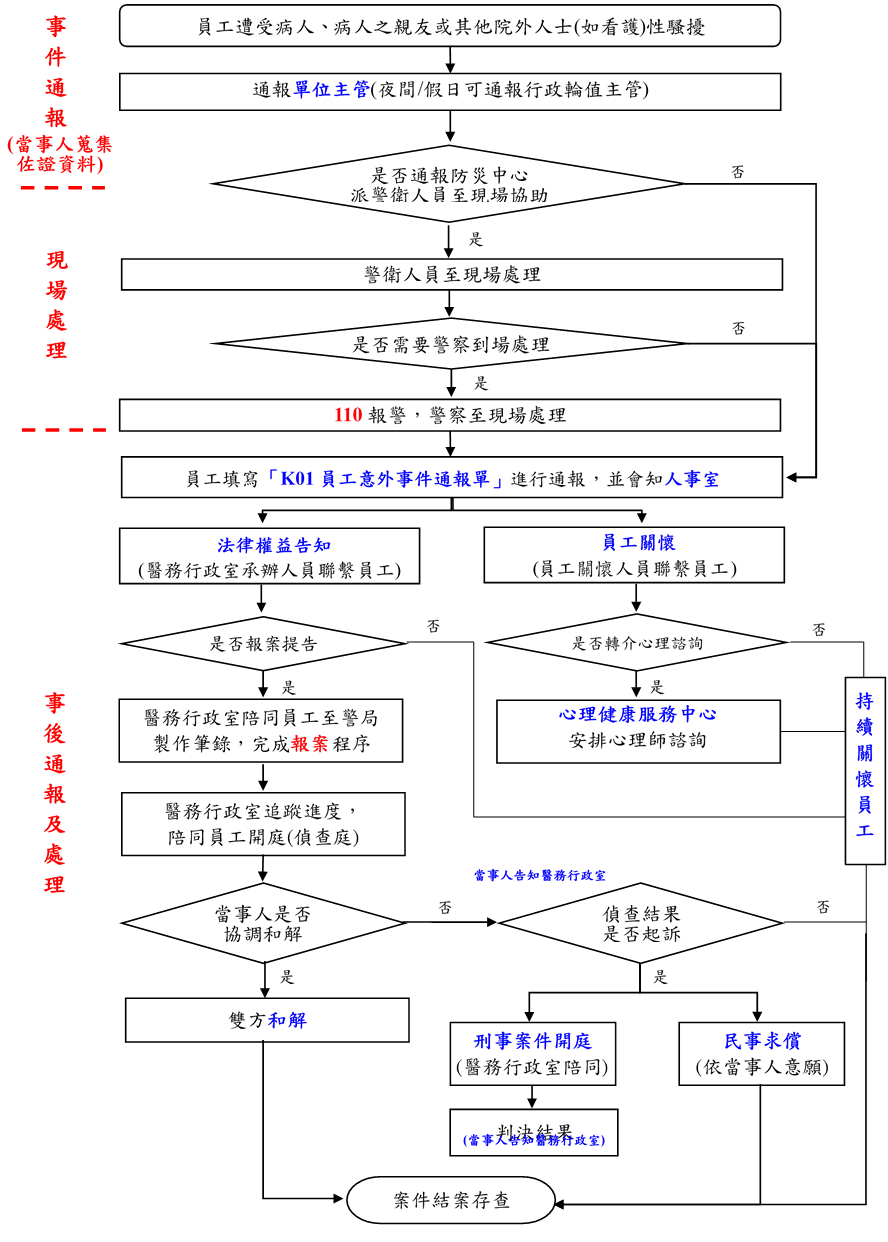 事件通報
(當事人蒐集
佐證資料)
員工遭受病人、病人之親友或其他院外人士(如看護)性騷擾
通報單位主管(夜間/假日可通報行政輪值主管)
是否通報防災中心
派警衛人員至現場協助
否
是
現場處理
警衛人員至現場處理
是否需要警察到場處理
否
是
110 報警，警察至現場處理
員工填寫「K01 員工意外事件通報單」進行通報，並會知人事室
事後通報及處理
法律權益告知
(醫務行政室承辦人員聯繫員工)
員工關懷
(員工關懷人員聯繫員工)
是否報案提告
否
是否轉介心理諮詢
否
是
是
醫務行政室陪同員工至警局
製作筆錄，完成報案程序
心理健康服務中心
安排心理師諮詢
持續關懷員工
醫務行政室追蹤進度，
陪同員工開庭(偵查庭)
當事人告知醫務行政室
當事人是否
協調和解
否
偵查結果
是否起訴
否
是
是
雙方和解
刑事案件開庭
(醫務行政室陪同)
民事求償
(依當事人意願)
判決結果
(當事人告知醫務行政室)
案件結案存查